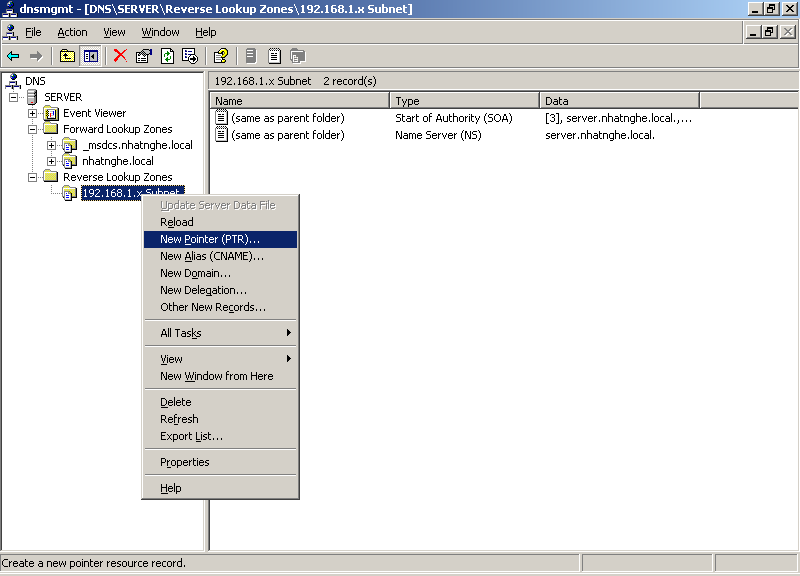 dnsmgmt - [DNS\SERVER\Reverse Lookup Zones\192.168.1.x Subnet]
File Action View Window Help
DNS
SERVER
Event Viewer
Forward Lookup Zones
_msdcs.nhatnghe.local
nhatnghe.local
Reverse Lookup Zones
192.168.1.x Subnet
192.168.1.x Subnet 2 record(s)
Name Type Data
(same as parent folder) Start of Authority (SOA) [3], server.nhatnghe.local.,...
(same as parent folder) Name Server (NS) server.nhatnghe.local.
Update Server Data File
Reload
New Pointer (PTR)...
New Alias (CNAME)...
New Domain...
New Delegation...
Other New Records...
All Tasks
View
New Window from Here
Delete
Refresh
Export List...
Properties
Help
Create a new pointer resource record.